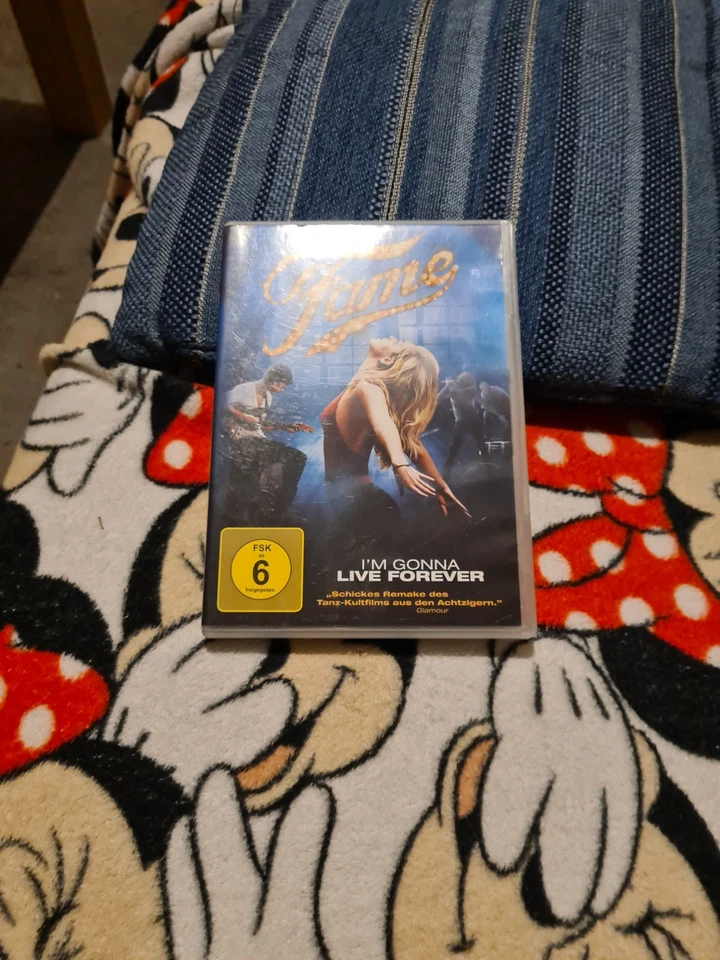 Fame
FSK
ab
6
freigegeben
I'M GONNA
LIVE FOREVER
„Schickes Remake des
Tanz-Kultfilms aus den Achtzigern."
Glamour